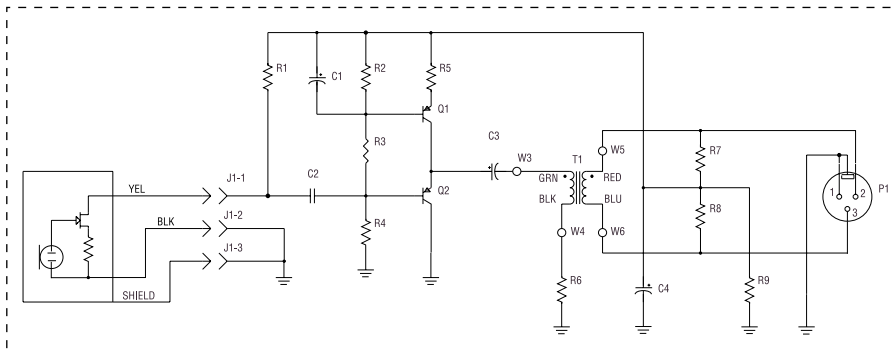 R1
C1
R2
R5
Q1
C3
W3
T1
W5
R7
R3
J1-1
C2
Q2
GRN
RED
1
2
P1
YEL
BLK
J1-2
BLK
BLU
R8
3
R4
W4
W6
J1-3
SHIELD
R6
C4
R9